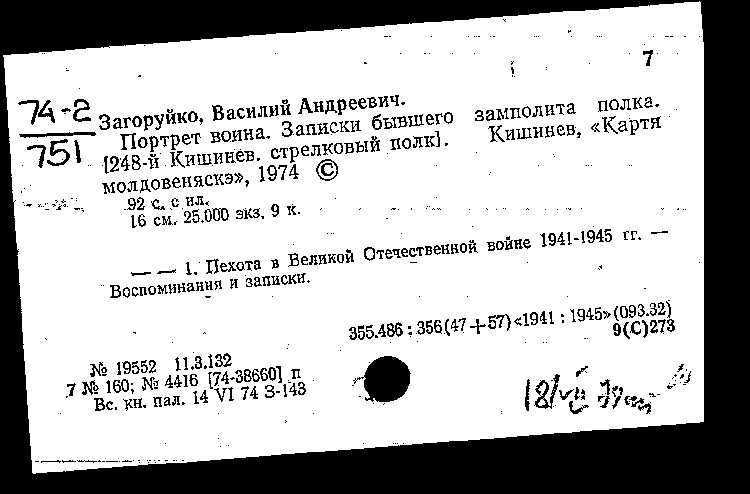 7
74-2
751
Загоруйко, Василий Андреевич.
Портрет воина. Записки бывшего замполита полка.
[248-й Кишинев. стрелковый полк]. Кишинев, «Картя
молдовеняскэ», 1974 ©
92 с. с ил.
16 см. 25.000 экз. 9 к.
— — 1. Пехота в Великой Отечественной войне 1941-1945 гг. —
Воспоминания и записки.
355.486 : 356(47+57)«1941 : 1945»(093.32)
9(С)273
№ 19552 11.3.132
7 № 160; № 4416 [74-38660] п
Вс. кн. пал. 14 VI 74 З-143